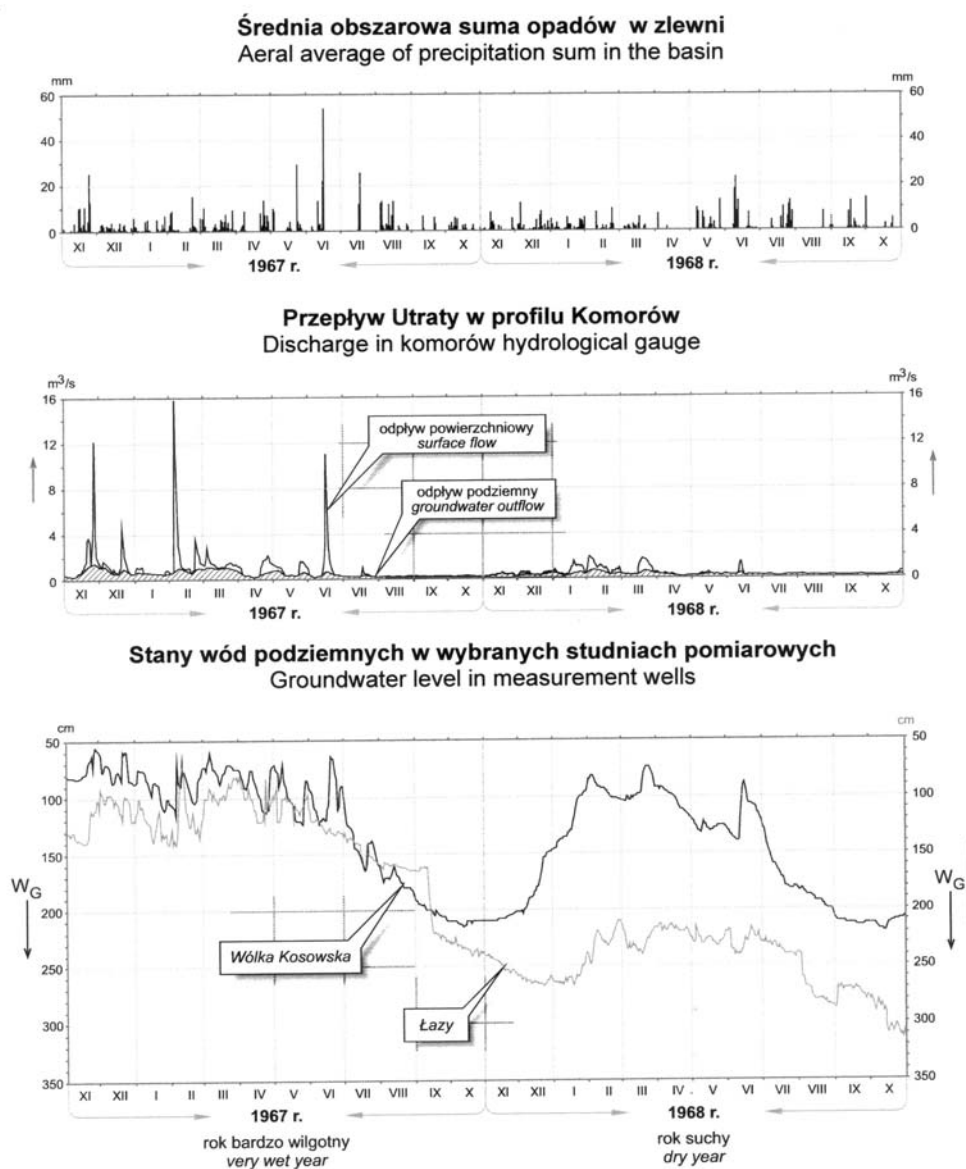 Średnia obszarowa suma opadów w zlewni
Aeral average of precipitation sum in the basin
mm mm
60 60
40 40
20 20
0 0
XI XII I II III IV V VI VII VIII IX X XI XII I II III IV V VI VII VIII IX X
1967 r. 1968 r.
Przepływ Utraty w profilu Komorów
Discharge in komorów hydrological gauge
m³/s m³/s
16 16
12 12
8 8
4 4
0 0
odpływ powierzchniowy
surface flow
odpływ podziemny
groundwater outflow
XI XII I II III IV V VI VII VIII IX X XI XII I II III IV V VI VII VIII IX X
1967 r. 1968 r.
Stany wód podziemnych w wybranych studniach pomiarowych
Groundwater level in measurement wells
cm cm
50 50
100 100
150 150
W_G W_G
200 200
250 250
300 300
350 350
Wólka Kosowska
Łazy
XI XII I II III IV V VI VII VIII IX X XI XII I II III IV V VI VII VIII IX X
1967 r. 1968 r.
rok bardzo wilgotny rok suchy
very wet year dry year